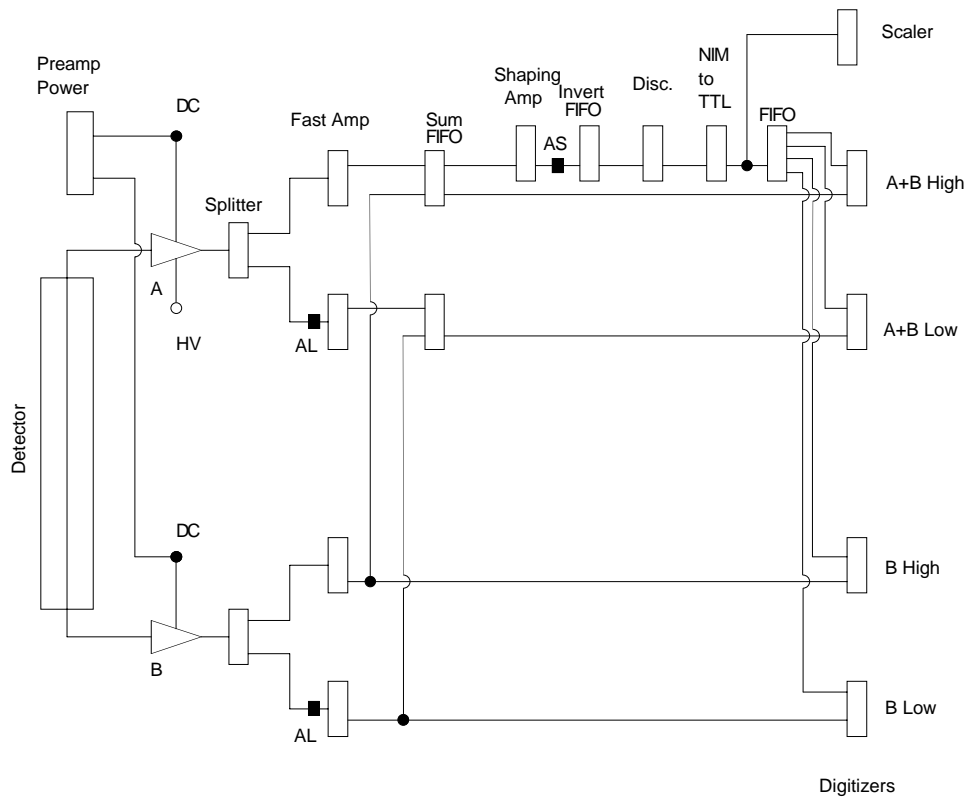 Scaler
Preamp
Power
DC
Fast Amp
Sum
FIFO
Shaping
Amp
AS
Invert
FIFO
Disc.
NIM
to
TTL
FIFO
A+B High
Splitter
A
HV
AL
A+B Low
Detector
DC
B High
B
AL
B Low
Digitizers